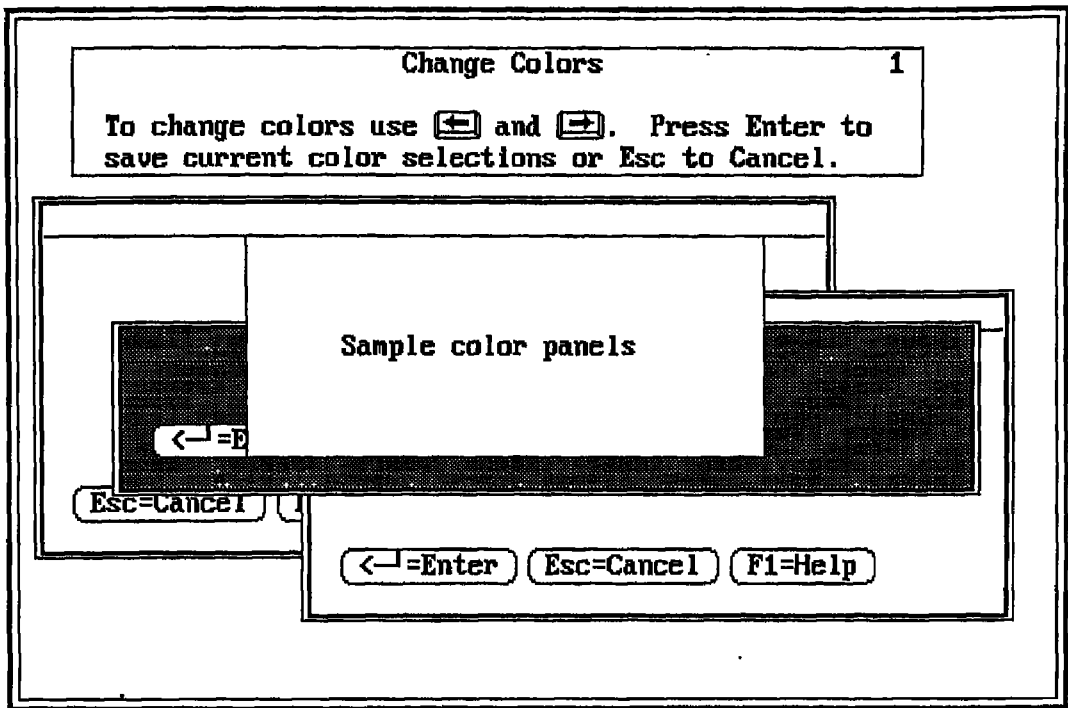 Change Colors 1
To change colors use ← and →. Press Enter to
save current color selections or Esc to Cancel.
Sample color panels
<─┘=E
Esc=Cancel
<─┘=Enter Esc=Cancel F1=Help